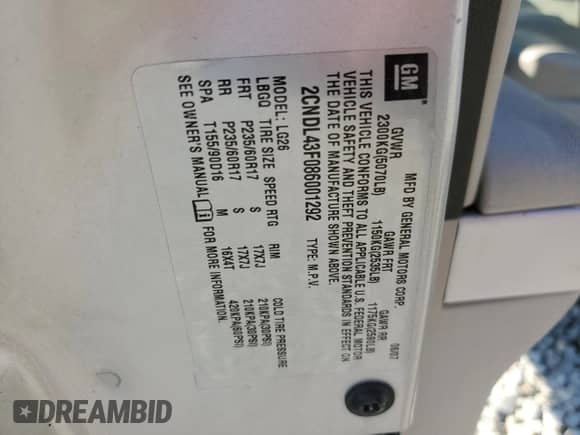 GM
®
MFD BY GENERAL MOTORS CORP. 06/07
GVWR GAWR FRT GAWR RR
2300KG(5070LB) 1150KG(2535LB) 1175KG(2590LB)
THIS VEHICLE CONFORMS TO ALL APPLICABLE U.S. FEDERAL MOTOR
VEHICLE SAFETY AND THEFT PREVENTION STANDARDS IN EFFECT ON
THE DATE OF MANUFACTURE SHOWN ABOVE.
2CNDL43F086001292 TYPE: M.P.V.
MODEL: LG26
LBGQ TIRE SIZE SPEED RTG RIM COLD TIRE PRESSURE
FRT P235/60R17 S 17X7J 210KPA(30PSI)
RR P235/60R17 S 17X7J 210KPA(30PSI)
SPA T155/90D16 M 16X4T 420KPA(60PSI)
SEE OWNER'S MANUAL i FOR MORE INFORMATION.
DREAMBID